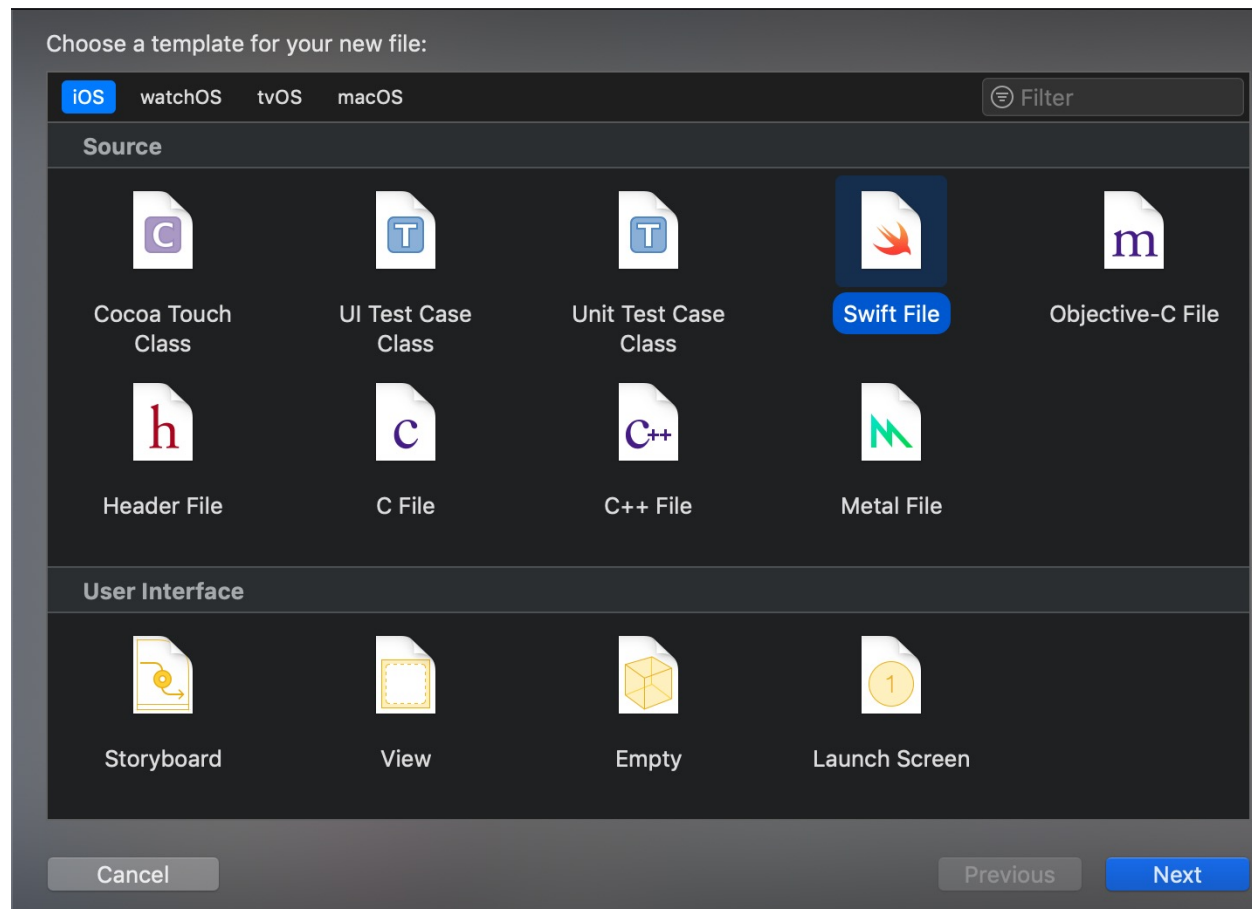 Choose a template for your new file:
iOS watchOS tvOS macOS Filter
Source
C T T m
Cocoa Touch Class
UI Test Case Class
Unit Test Case Class
Swift File
Objective-C File
h c C++
Header File
C File
C++ File
Metal File
User Interface
1
Storyboard
View
Empty
Launch Screen
Cancel Previous Next